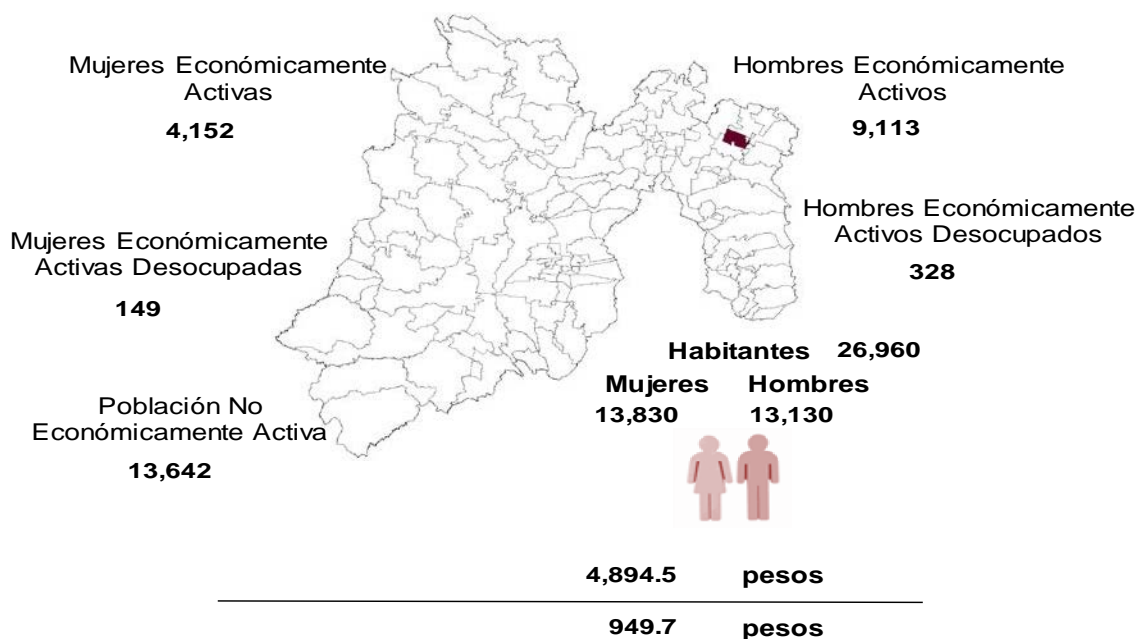 Mujeres Económicamente
Activas
4,152
Hombres Económicamente
Activos
9,113
Mujeres Económicamente
Activas Desocupadas
149
Hombres Económicamente
Activos Desocupados
328
Habitantes 26,960
Mujeres Hombres
13,830 13,130
Población No
Económicamente Activa
13,642
4,894.5 pesos
949.7 pesos